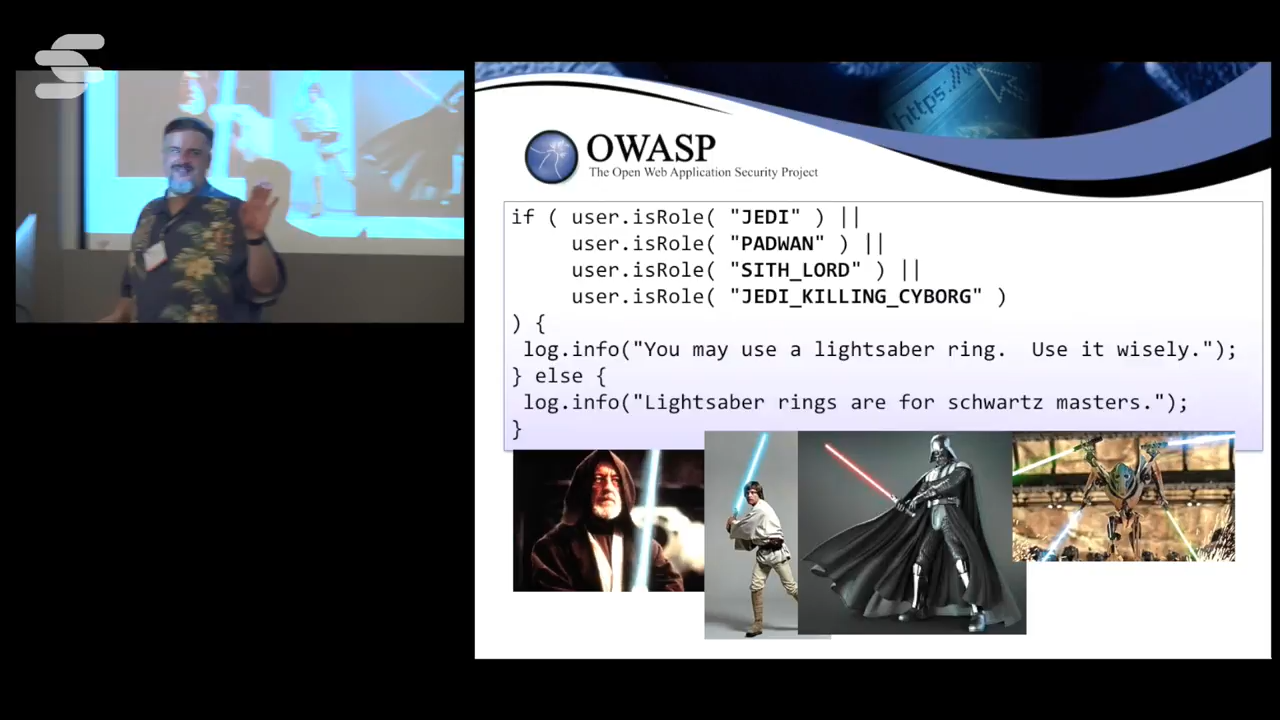 https://w
OWASP
The Open Web Application Security Project
if ( user.isRole( "JEDI" ) ||
user.isRole( "PADWAN" ) ||
user.isRole( "SITH_LORD" ) ||
user.isRole( "JEDI_KILLING_CYBORG" )
) {
log.info("You may use a lightsaber ring.  Use it wisely.");
} else {
log.info("Lightsaber rings are for schwartz masters.");
}